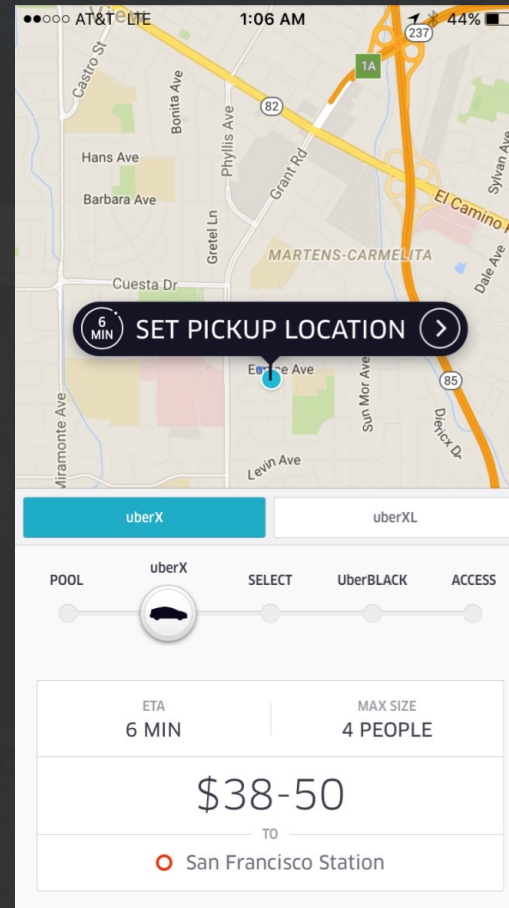 ●●○○○ AT&T LTE 1:06 AM 44%
237
1A
Castro St
Bonita Ave
82
Phyllis Ave
Hans Ave
Grant Rd
Sylvan Ave
Barbara Ave
El Camino
Gretel Ln
MARTENS-CARMELITA
Dale Ave
Cuesta Dr
6 MIN SET PICKUP LOCATION
Ave
Sun Mor Ave
85
Miramonte Ave
Diericx Dr
Levin Ave
uberX uberXL
POOL uberX SELECT UberBLACK ACCESS
ETA MAX SIZE
6 MIN 4 PEOPLE
$38-50
TO
San Francisco Station